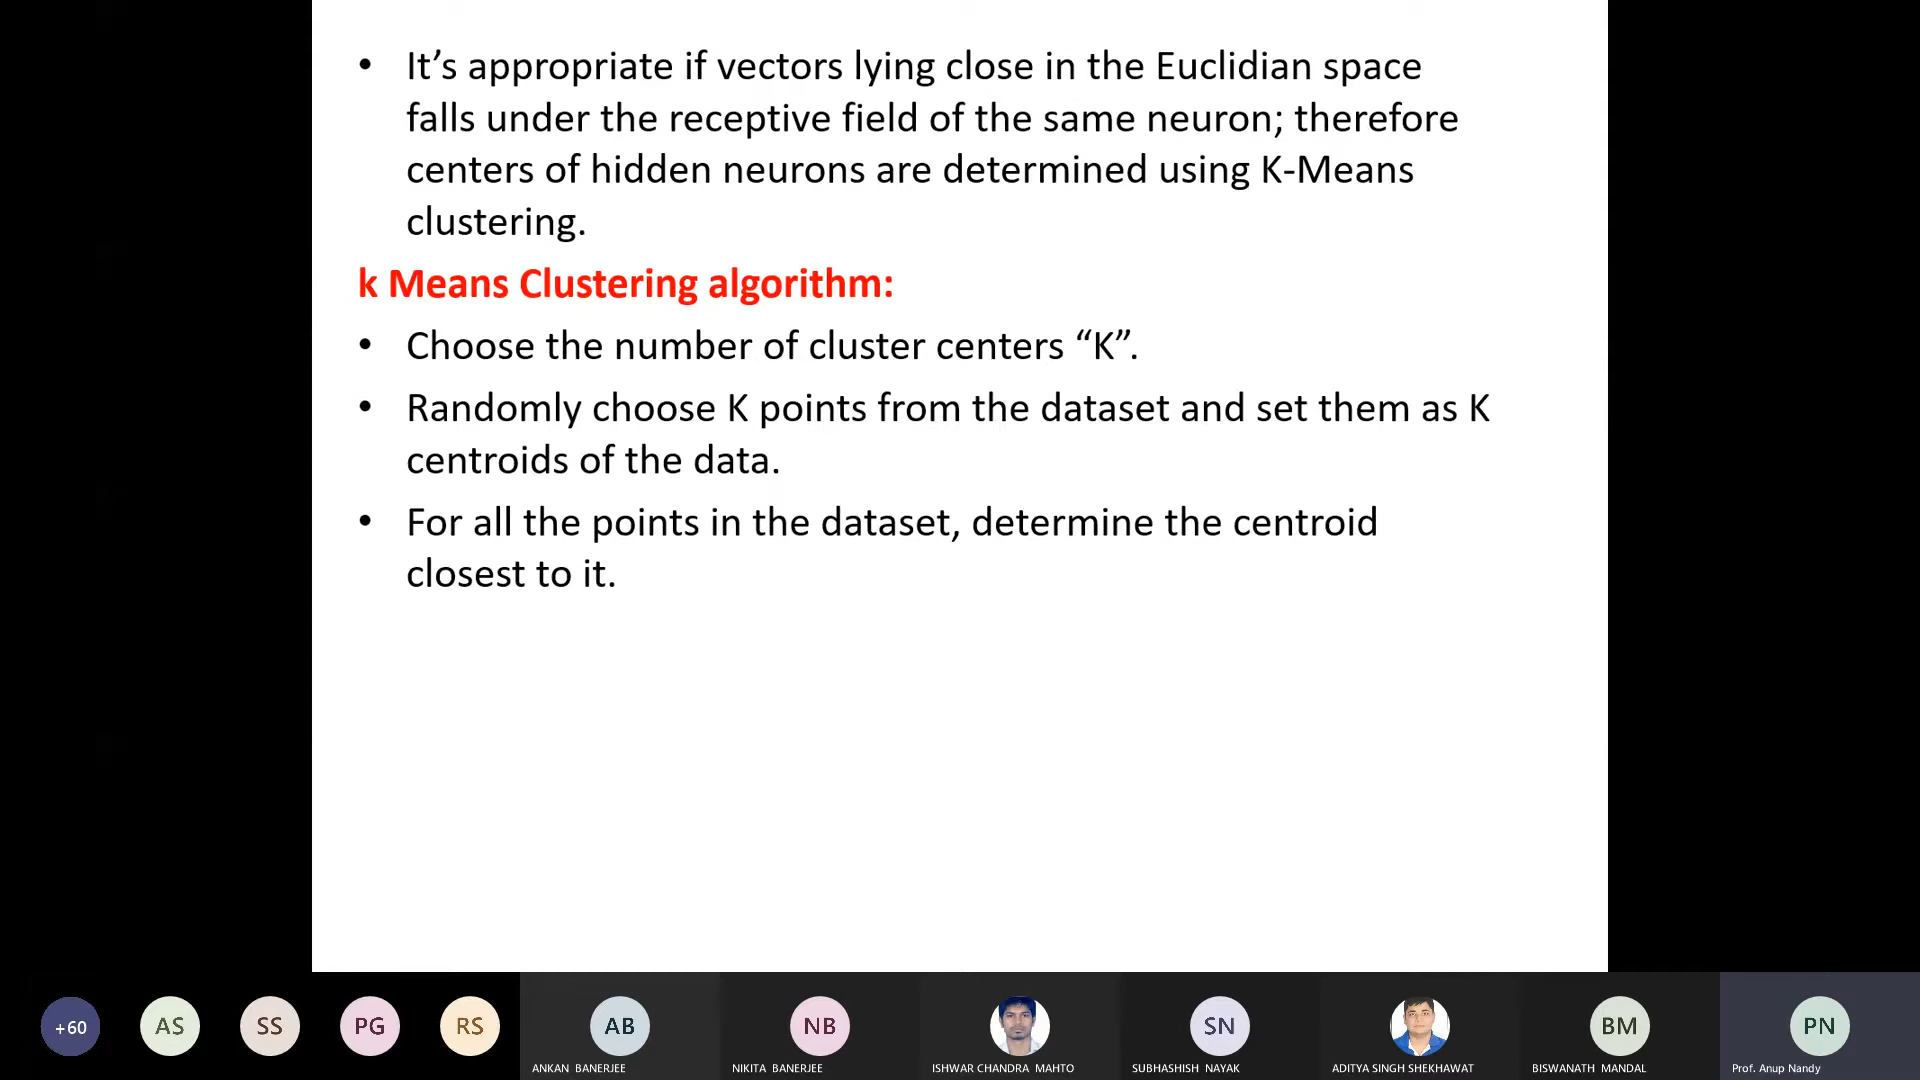 • It’s appropriate if vectors lying close in the Euclidian space
falls under the receptive field of the same neuron; therefore
centers of hidden neurons are determined using K-Means
clustering.
k Means Clustering algorithm:
• Choose the number of cluster centers “K”.
• Randomly choose K points from the dataset and set them as K
centroids of the data.
• For all the points in the dataset, determine the centroid
closest to it.
+60 AS SS PG RS AB NB SN BM PN
ANKAN BANERJEE NIKITA BANERJEE ISHWAR CHANDRA MAHTO SUBHASHISH NAYAK ADITYA SINGH SHEKHAWAT BISWANATH MANDAL Prof. Anup Nandy